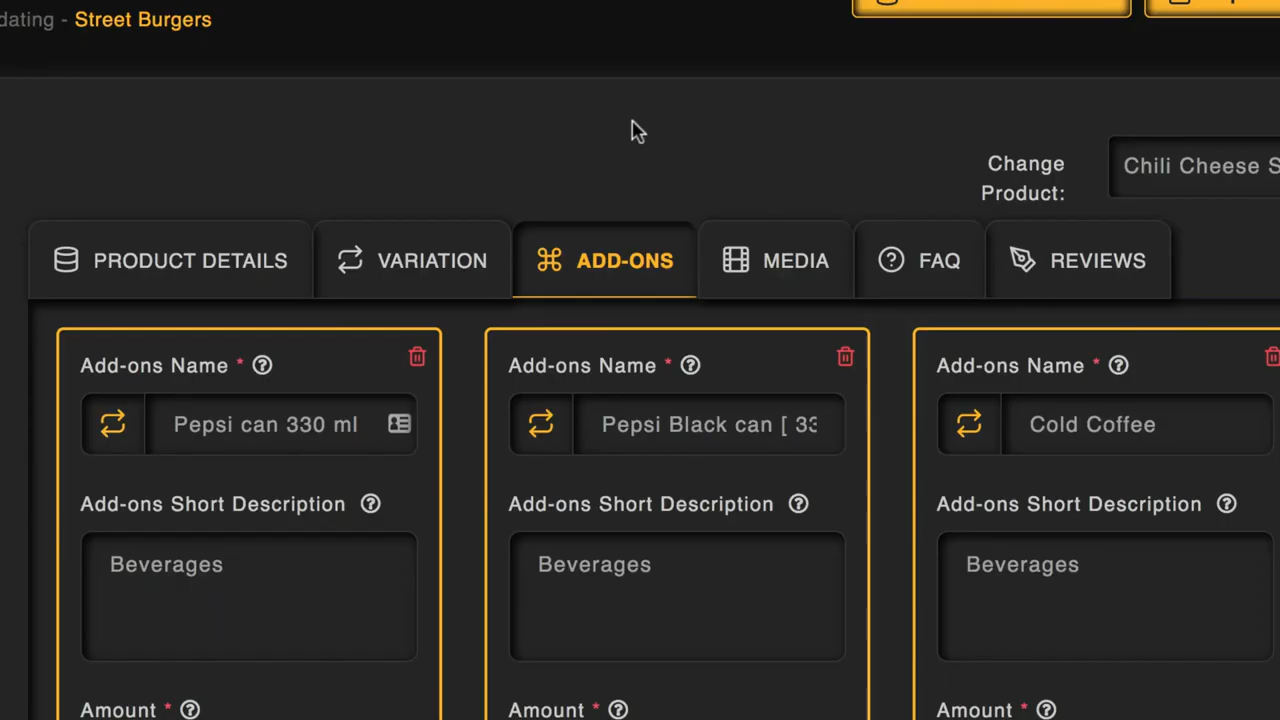 dating - Street Burgers
Change
Product:
Chili Cheese S
PRODUCT DETAILS
VARIATION
ADD-ONS
MEDIA
FAQ
REVIEWS
Add-ons Name *
Add-ons Name *
Add-ons Name *
Pepsi can 330 ml
Pepsi Black can [ 33
Cold Coffee
Add-ons Short Description
Add-ons Short Description
Add-ons Short Description
Beverages
Beverages
Beverages
Amount *
Amount *
Amount *